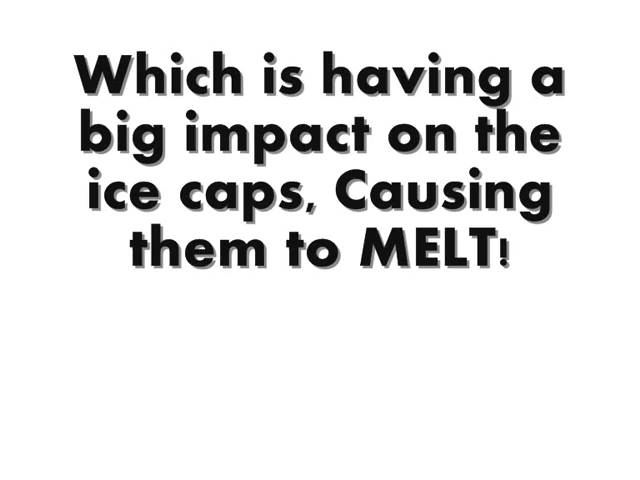 Which is having a
big impact on the
ice caps, Causing
them to MELT!